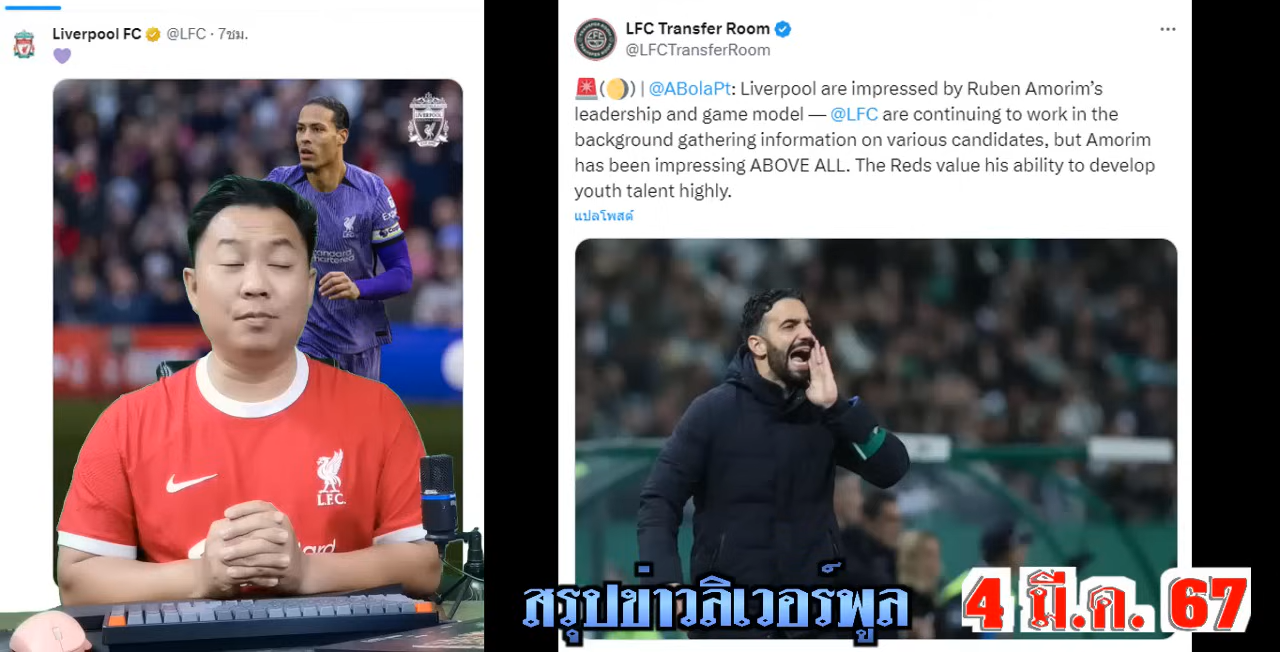 Liverpool FC @LFC · 7ชม.
LIVERPOOL
Standard
Chartered
L.F.C.
LFC Transfer Room
@LFCTransferRoom
LFC
| @ABolaPt: Liverpool are impressed by Ruben Amorim’s
leadership and game model — @LFC are continuing to work in the
background gathering information on various candidates, but Amorim
has been impressing ABOVE ALL. The Reds value his ability to develop
youth talent highly.
แปลโพสต์
สรุปข่าวลิเวอร์พูล
4 มี.ค. 67